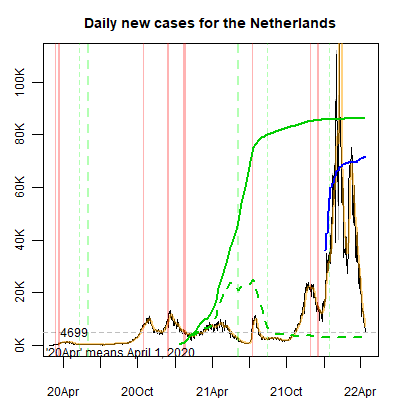 Daily new cases for the Netherlands
100K
80K
60K
40K
20K
0K
4699
"20Apr" means April 1, 2020
20Apr
20Oct
21Apr
21Oct
22Apr